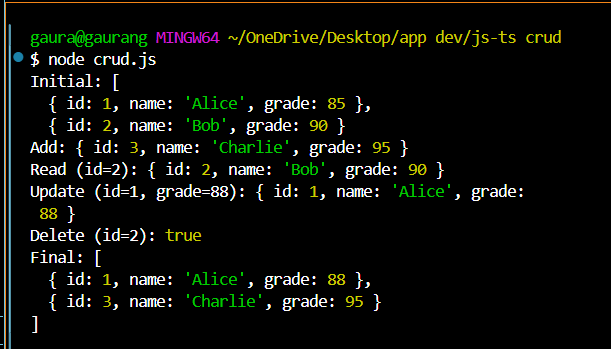 gaura@gaurang MINGW64 ~/OneDrive/Desktop/app dev/js-ts crud
$ node crud.js
Initial: [
  { id: 1, name: 'Alice', grade: 85 },
  { id: 2, name: 'Bob', grade: 90 }
Add: { id: 3, name: 'Charlie', grade: 95 }
Read (id=2): { id: 2, name: 'Bob', grade: 90 }
Update (id=1, grade=88): { id: 1, name: 'Alice', grade:
 88 }
Delete (id=2): true
Final: [
  { id: 1, name: 'Alice', grade: 88 },
  { id: 3, name: 'Charlie', grade: 95 }
]